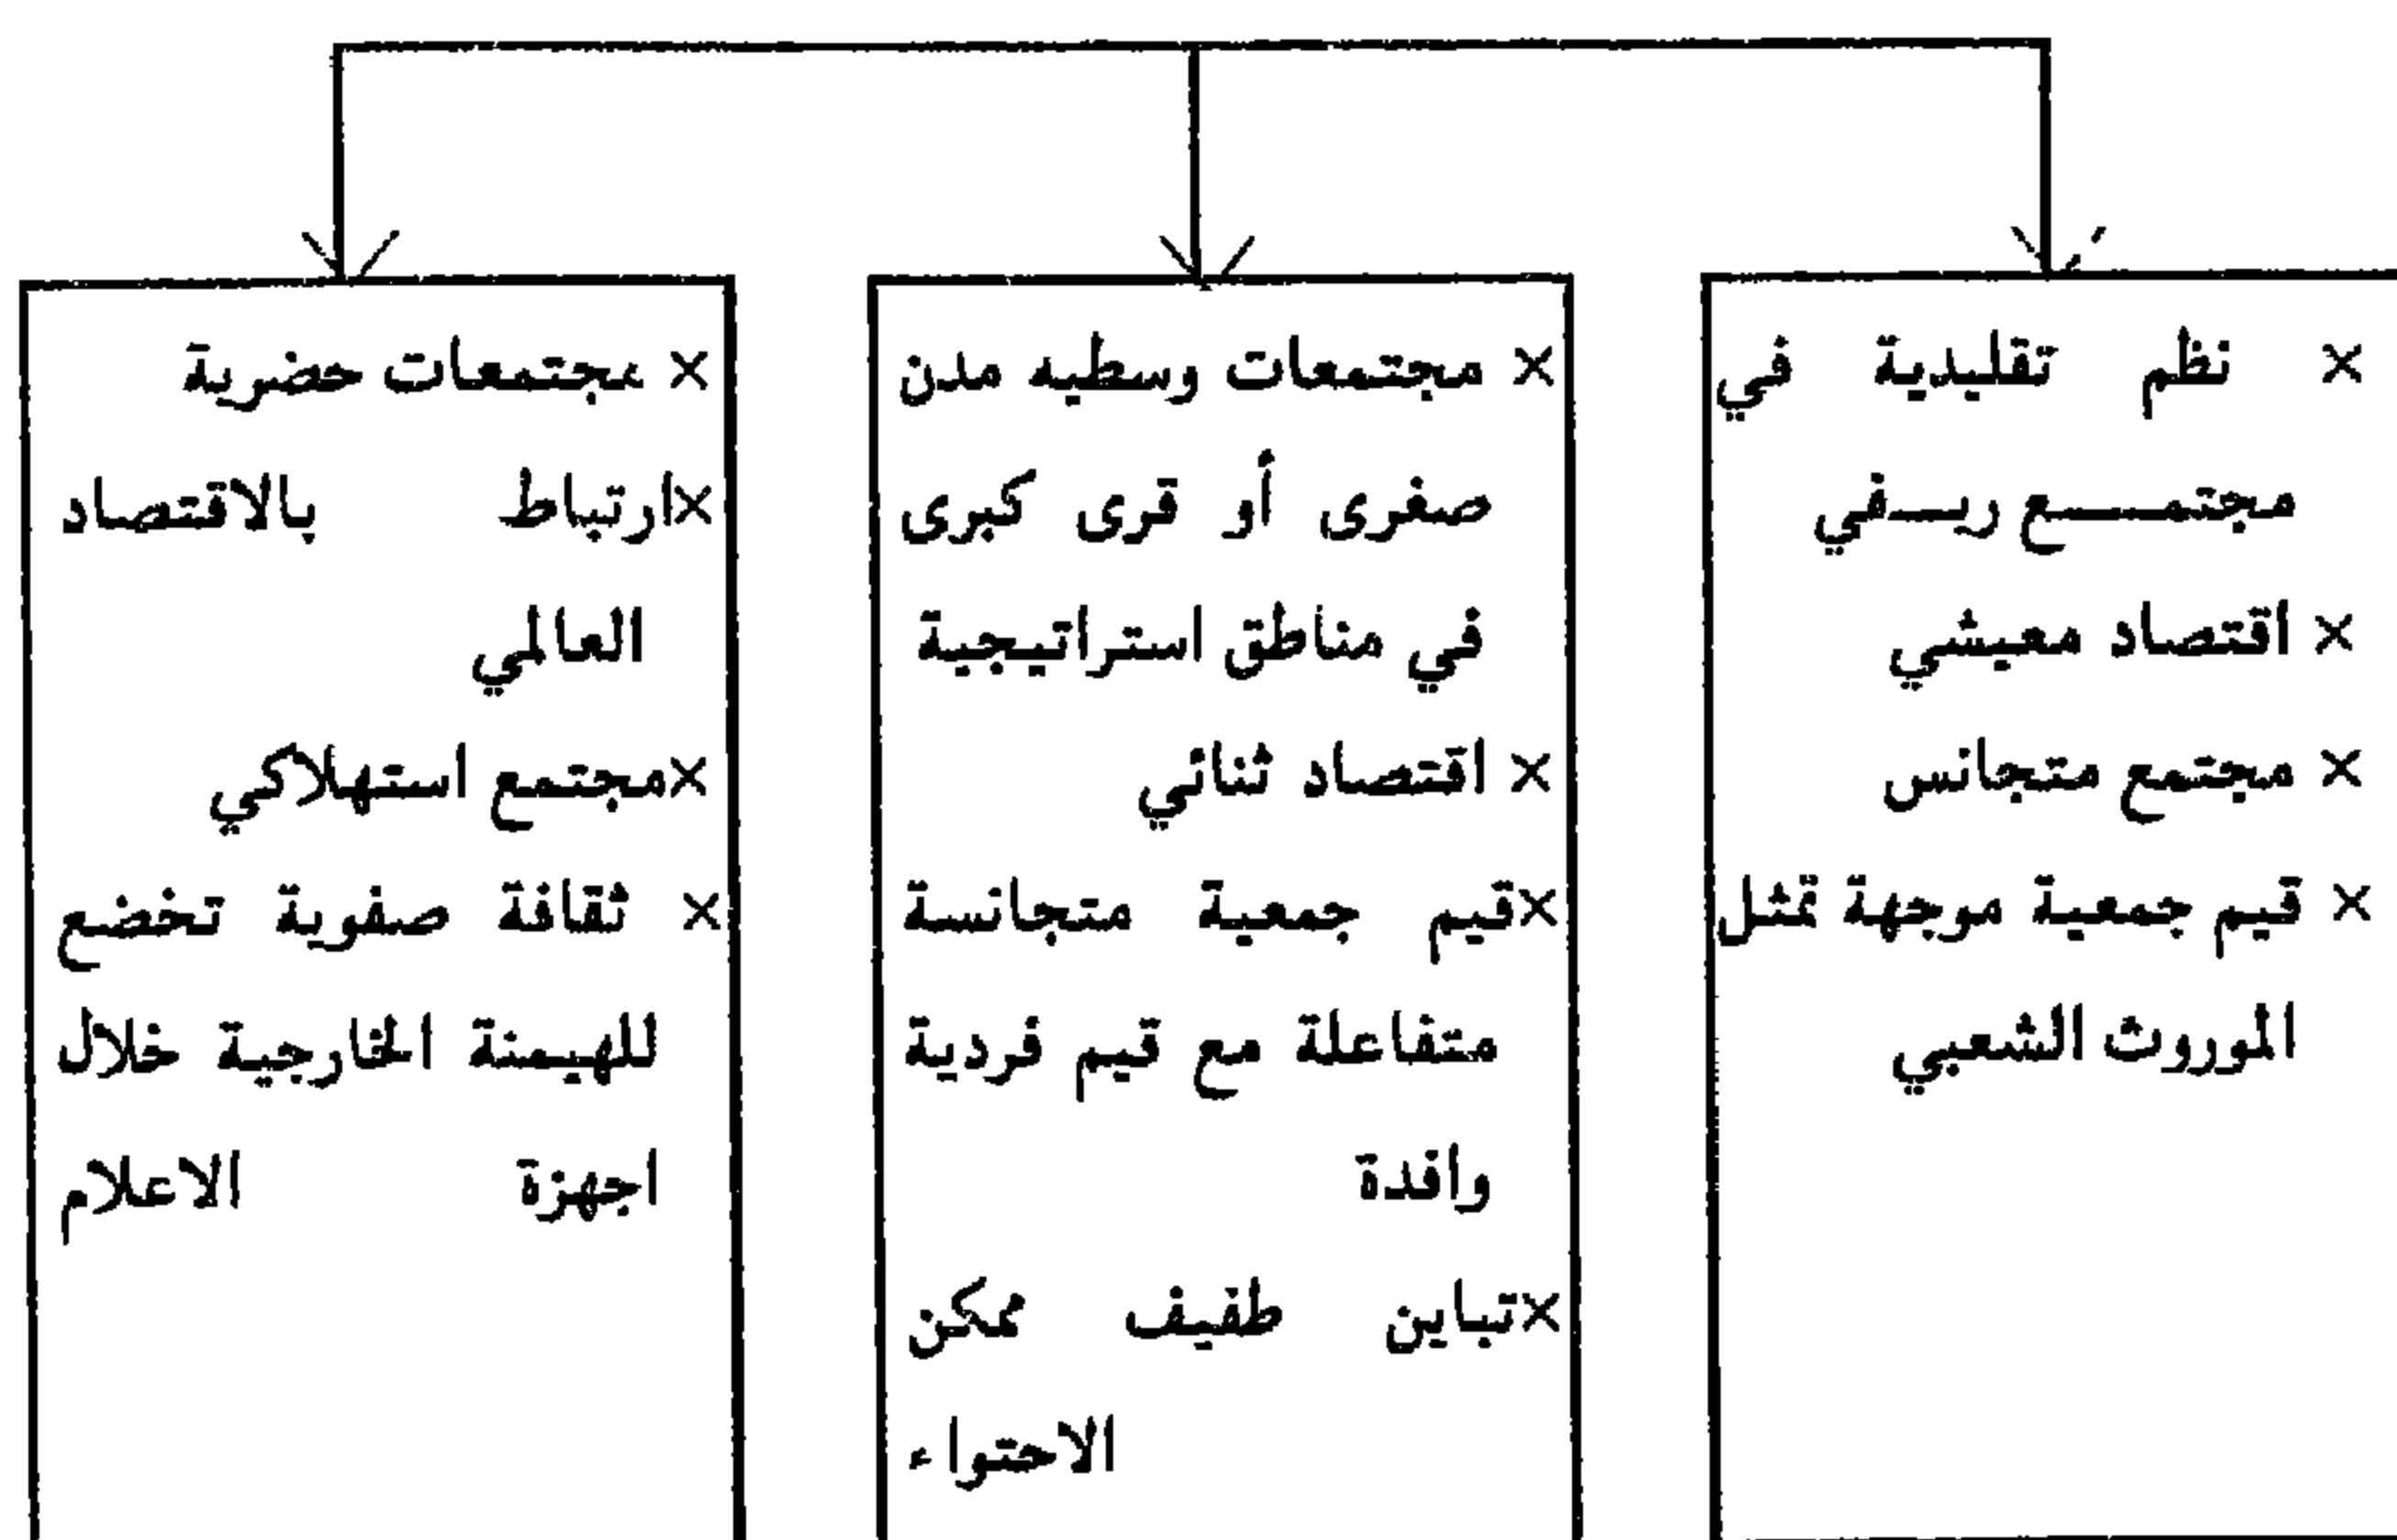 × نظم تقليدية في
مجتمع ريفي
× اقتصاد معيشي
× مجتمع متجانس
× قيم جمعية موجهة تمثل
الموروث الشعبي
× مجتمعات وسطيه مدن
صغرى أو قرى كبرى
في مناطق استراتيجية
× اقتصاد ثنائي
×قيم جمعية متجانسة
متفاعلة مع قيم فردية
وافدة
×تباين طفيف ممكن
الاحتواء
× مجتمعات حضرية
×ارتباط بالاقتصاد
العالمي
×مجتمع استهلاكي
× ثقافة صفوية تخضع
للهيمنة الخارجية خلال
اجهزة الاعلام